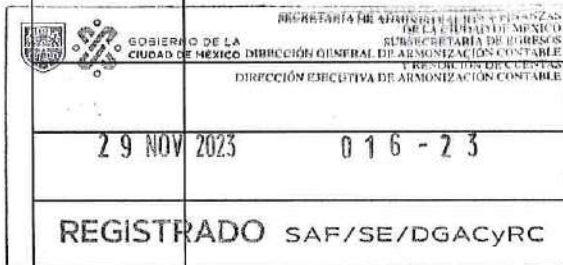 SECRETARÍA DE ADMINISTRACIÓN Y FINANZAS
DE LA CIUDAD DE MÉXICO
SUBSECRETARÍA DE EGRESOS
GOBIERNO DE LA
CIUDAD DE MÉXICO
DIRECCIÓN GENERAL DE ARMONIZACIÓN CONTABLE
Y RENDICIÓN DE CUENTAS
DIRECCIÓN EJECUTIVA DE ARMONIZACIÓN CONTABLE
29 NOV 2023 016-23
REGISTRADO SAF/SE/DGACyRC